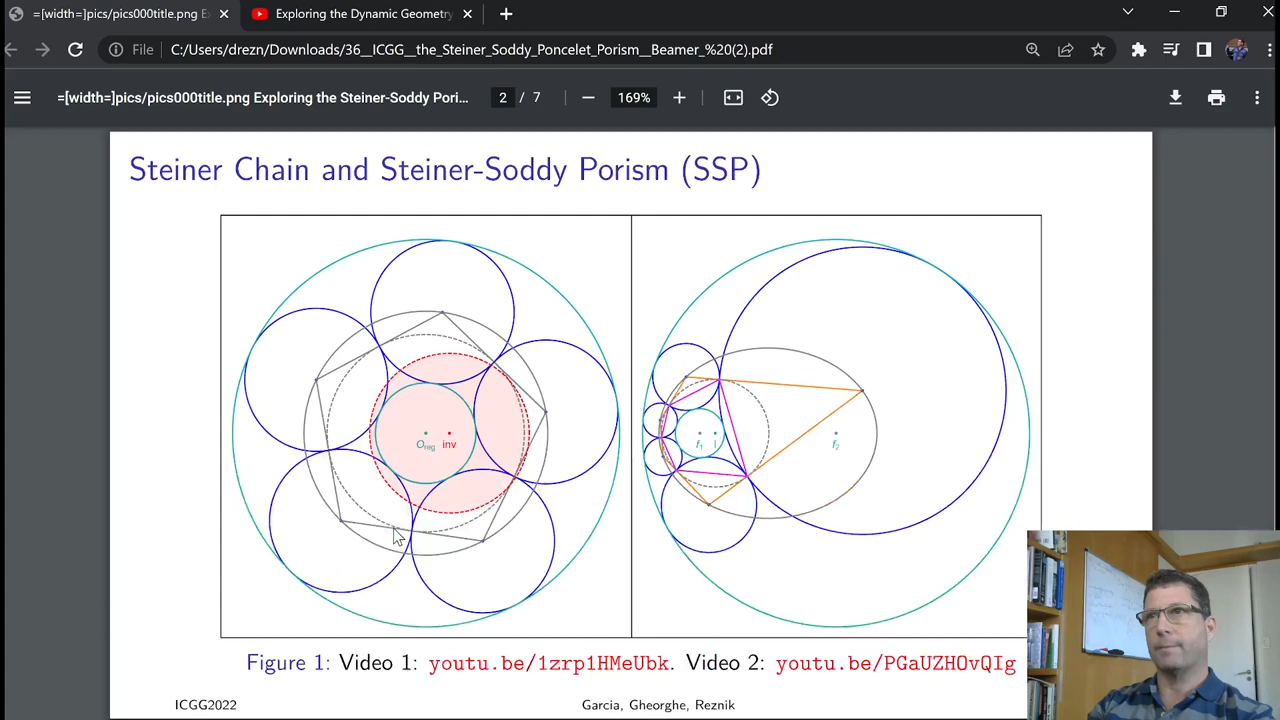 =[width=]pics/pics000title.png E
Exploring the Dynamic Geometry
File
C:/Users/drezn/Downloads/36__ICGG__the_Steiner_Soddy_Poncelet_Porism__Beamer_%20(2).pdf
=[width=]pics/pics000title.png Exploring the Steiner-Soddy Pori…
2 / 7
169%
Steiner Chain and Steiner-Soddy Porism (SSP)
Oreg
inv
f1
I
f2
Figure 1: Video 1: youtu.be/1zrp1HMeUbk. Video 2: youtu.be/PGaUZHOvQIg
ICGG2022
Garcia, Gheorghe, Reznik